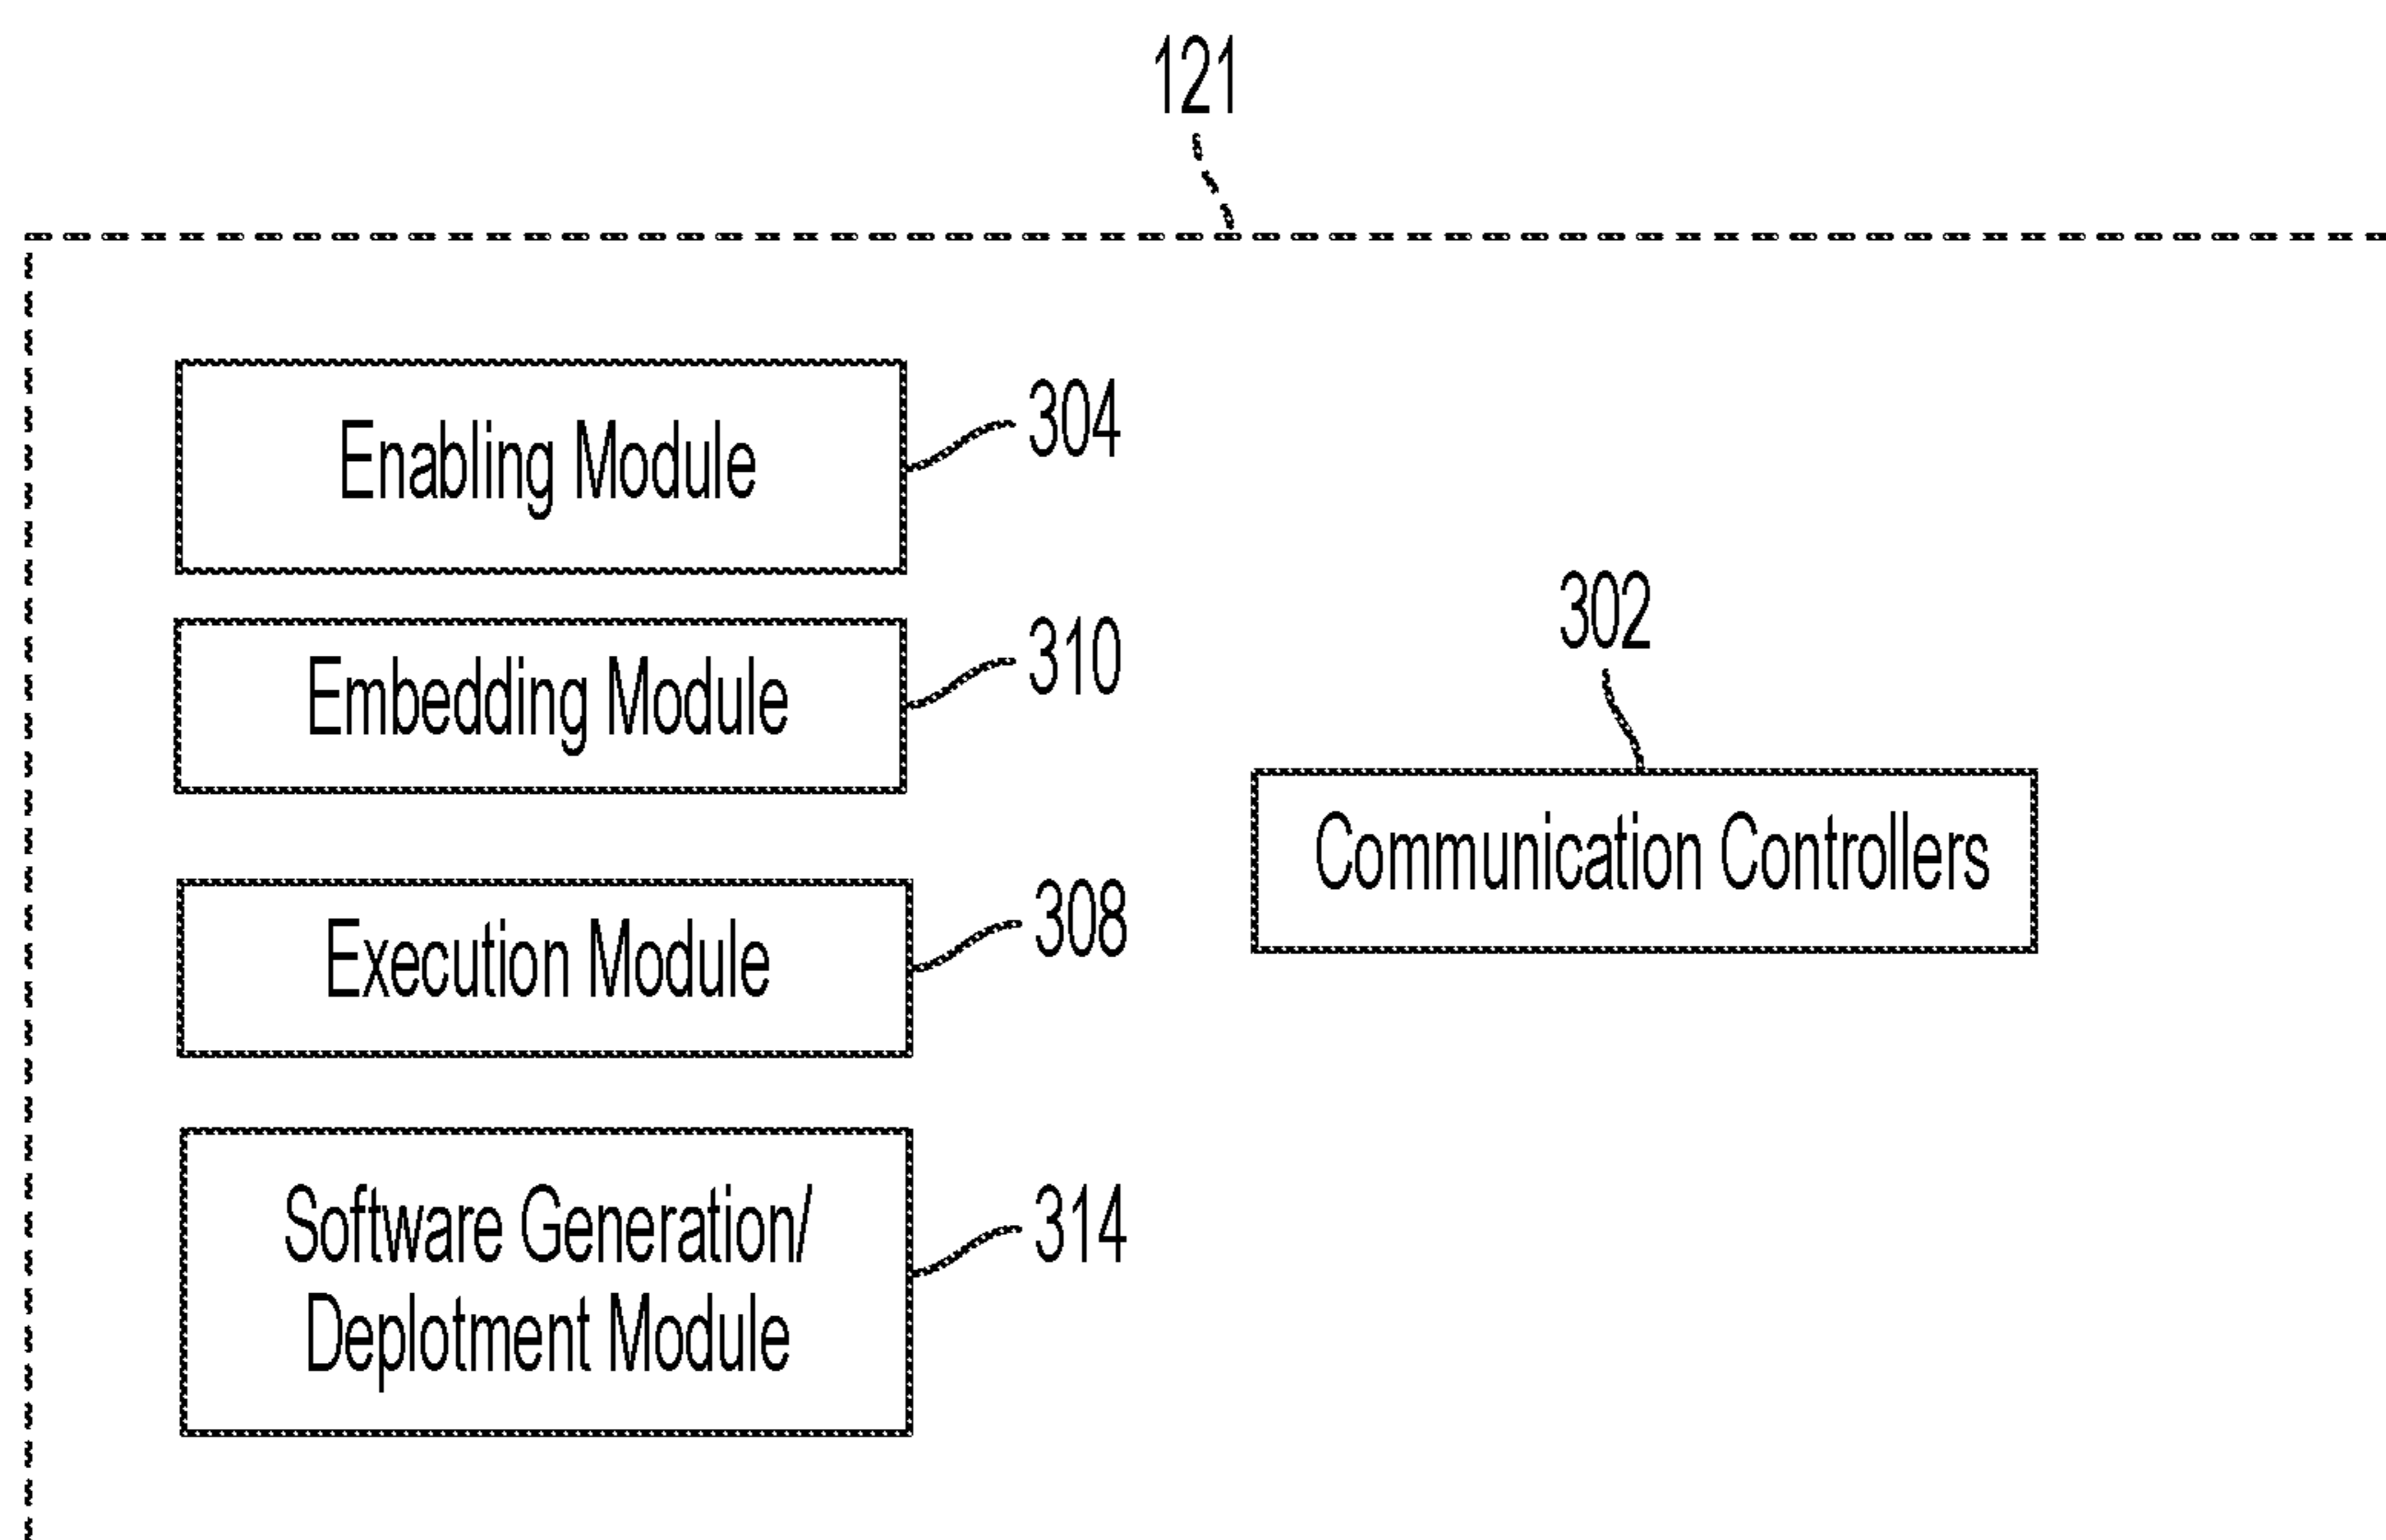 121
Enabling Module
304
Embedding Module
310
302
Communication Controllers
Execution Module
308
Software Generation/
Deplotment Module
314